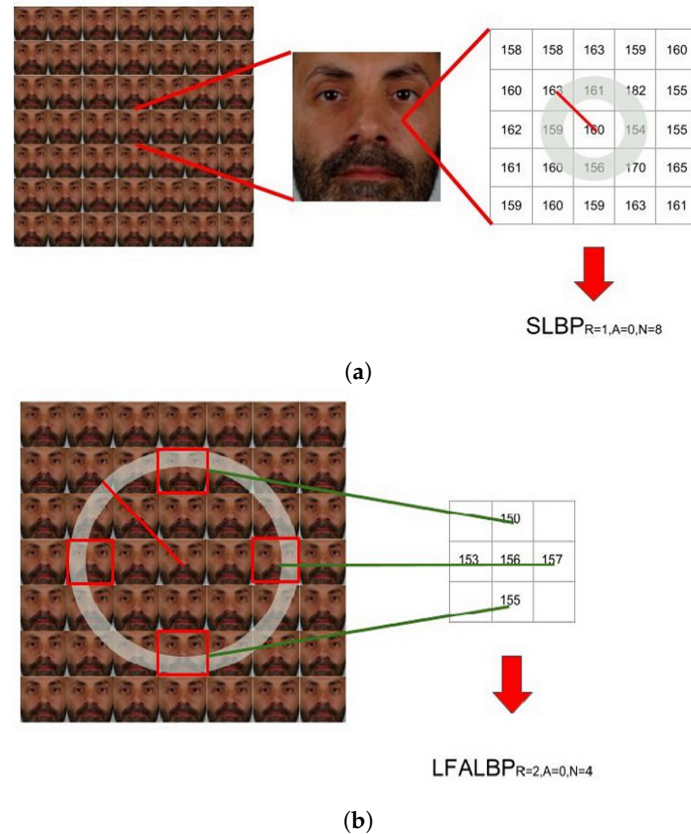 158 158 163 159 160
160 163 161 182 155
162 159 160 154 155
161 160 156 170 165
159 160 159 163 161
SLBPR=1,A=0,N=8
(a)
150
153 156 157
155
LFALBPR=2,A=0,N=4
(b)